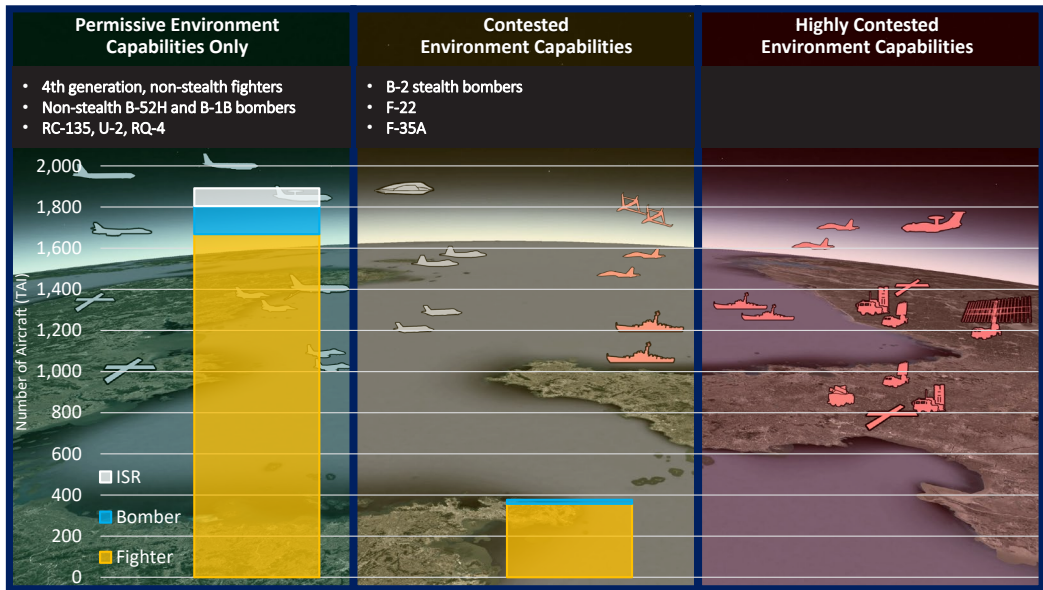 Permissive Environment
Capabilities Only
Contested
Environment Capabilities
Highly Contested
Environment Capabilities
• 4th generation, non-stealth fighters
• Non-stealth B-52H and B-1B bombers
• RC-135, U-2, RQ-4
• B-2 stealth bombers
• F-22
• F-35A
Number of Aircraft (TAI)
2,000
1,800
1,600
1,400
1,200
1,000
800
600
400
200
0
ISR
Bomber
Fighter